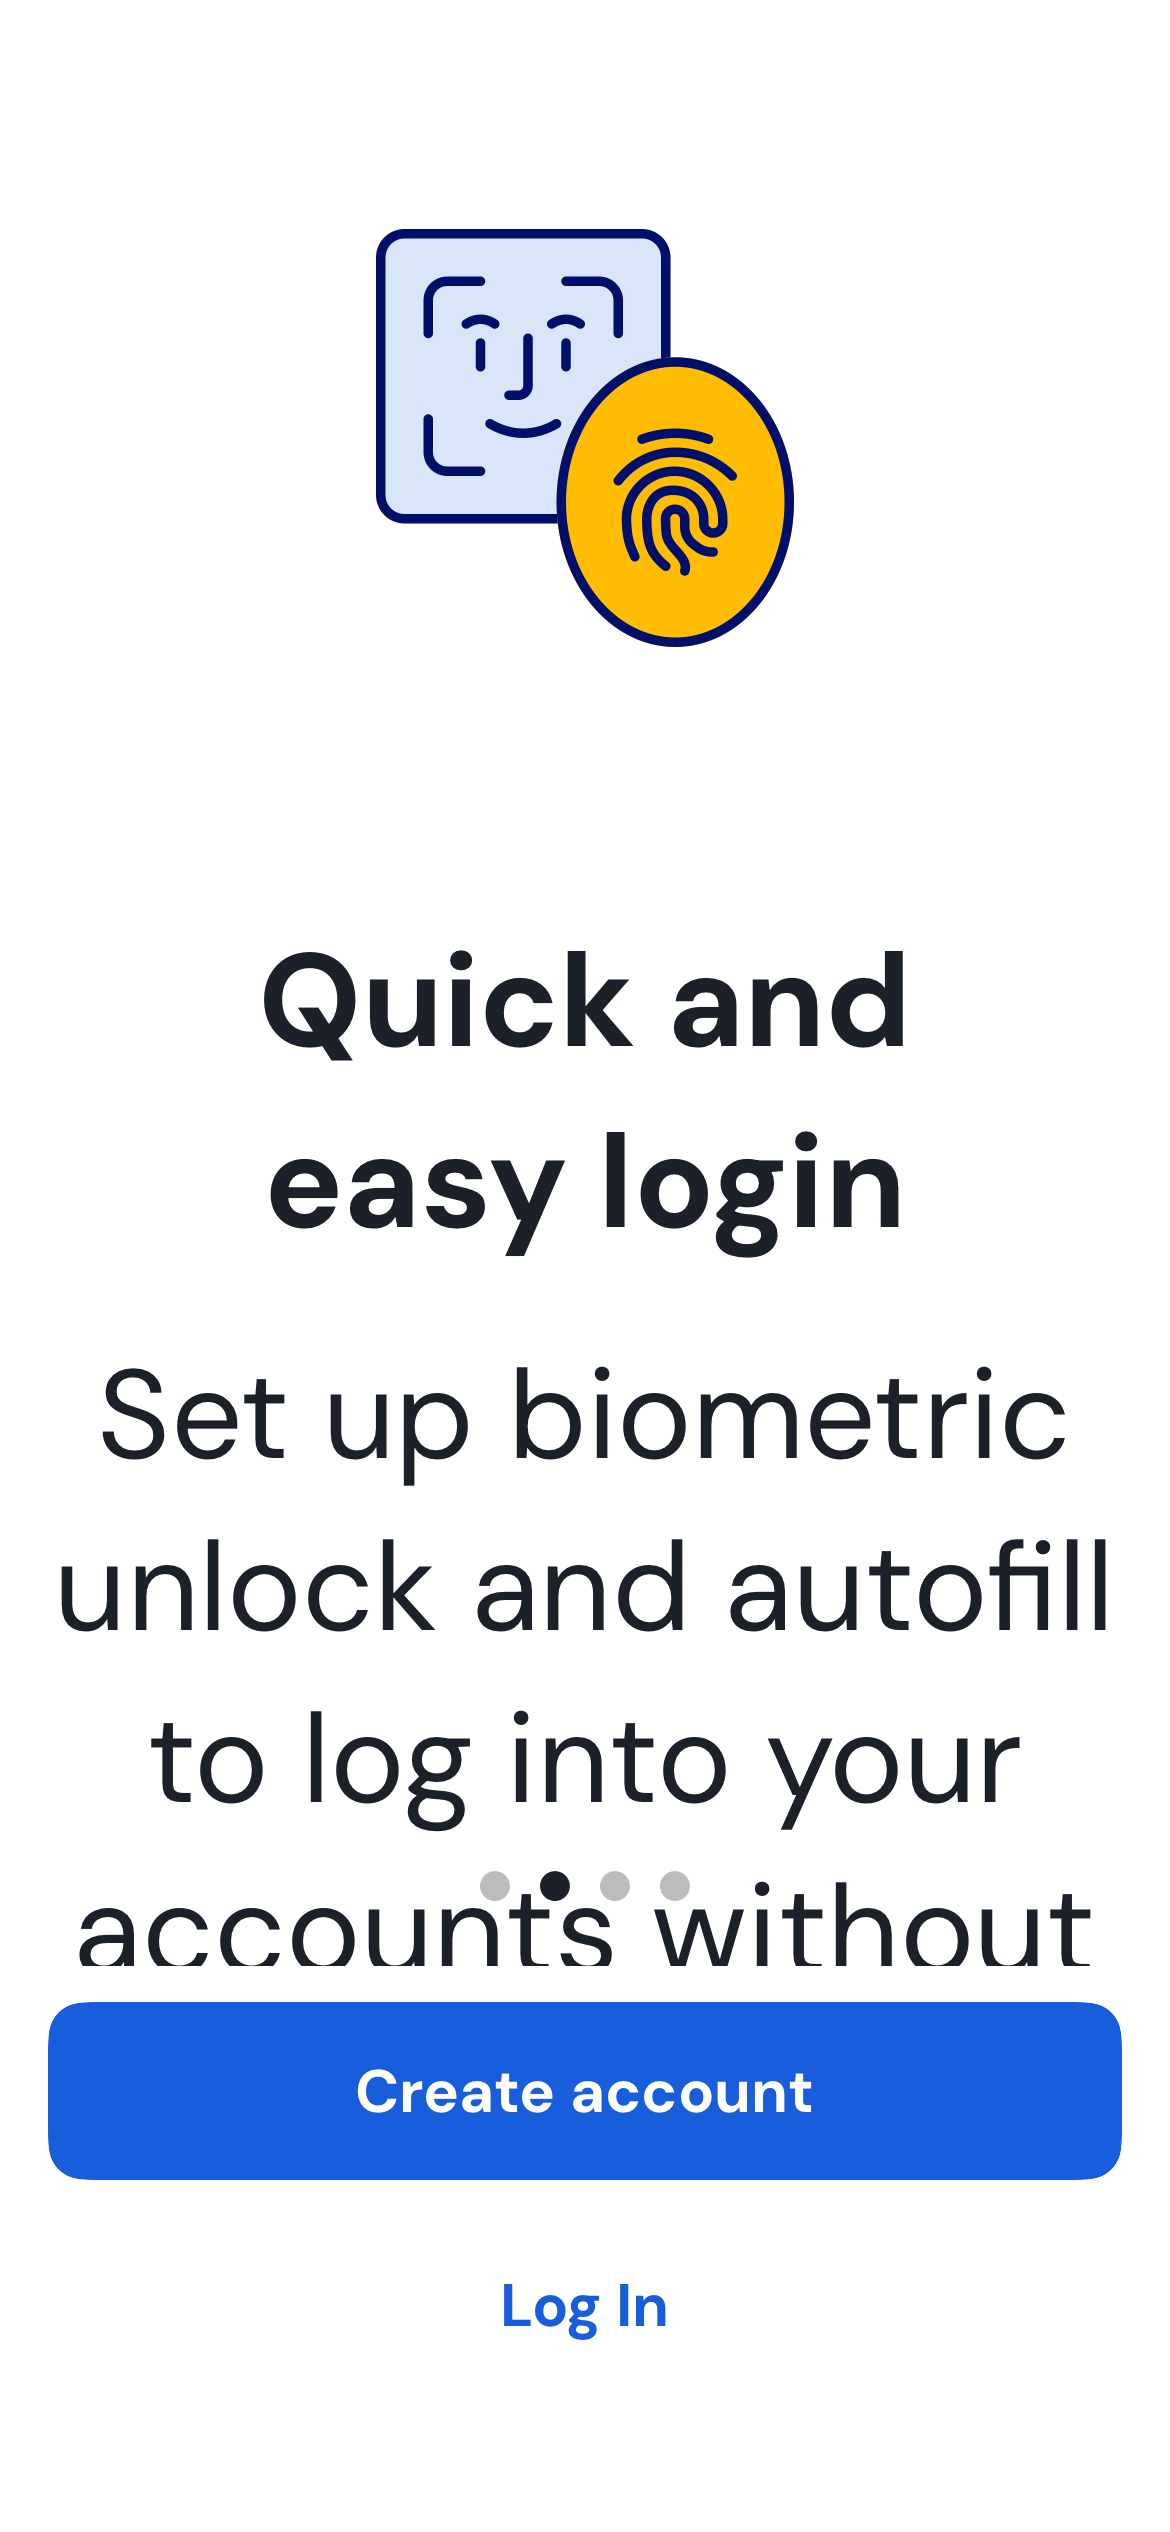 Quick and
easy login
Set up biometric
unlock and autofill
to log into your
accounts without
Create account
Log In